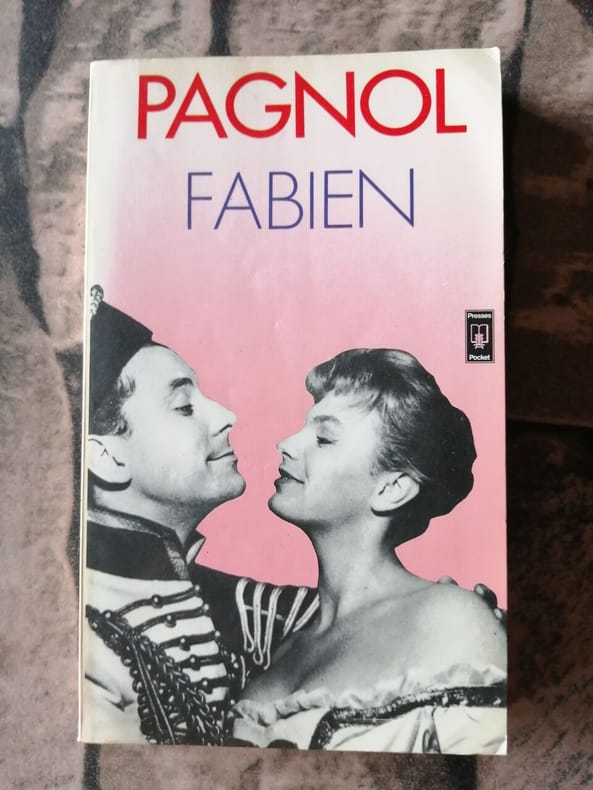 PAGNOL
FABIEN
Presses
Pocket